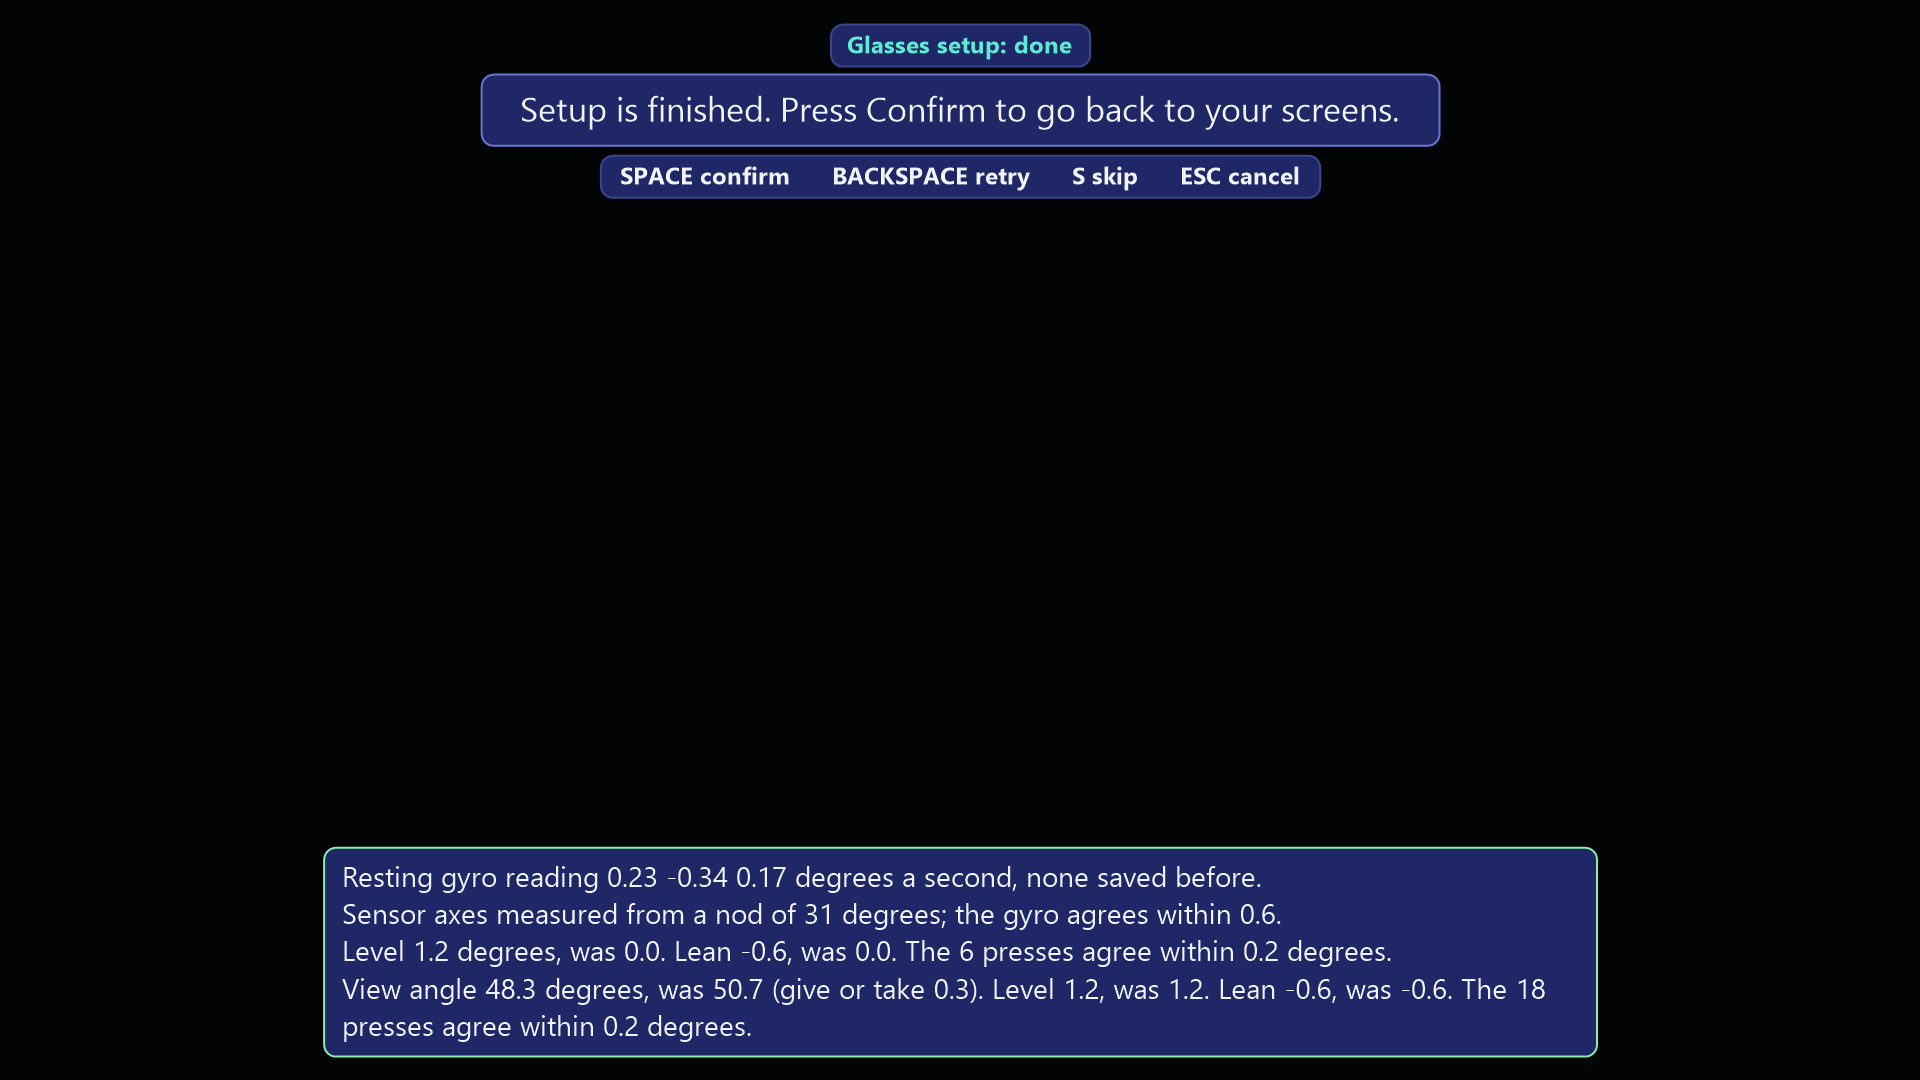 Glasses setup: done
Setup is finished. Press Confirm to go back to your screens.
SPACE confirm BACKSPACE retry S skip ESC cancel
Resting gyro reading 0.23 -0.34 0.17 degrees a second, none saved before.
Sensor axes measured from a nod of 31 degrees; the gyro agrees within 0.6.
Level 1.2 degrees, was 0.0. Lean -0.6, was 0.0. The 6 presses agree within 0.2 degrees.
View angle 48.3 degrees, was 50.7 (give or take 0.3). Level 1.2, was 1.2. Lean -0.6, was -0.6. The 18
presses agree within 0.2 degrees.